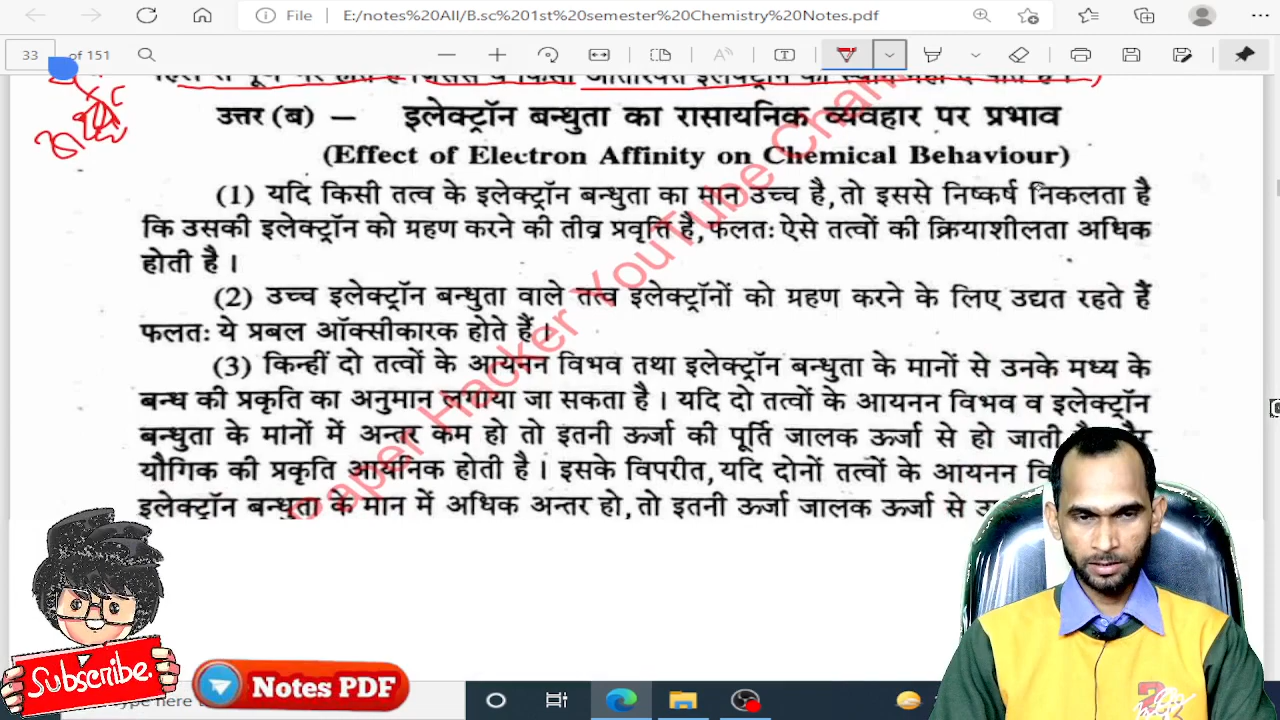 File E:/notes%20All/B.sc%201st%20semester%20Chemistry%20Notes.pdf
33 of 151
उत्तर (ब) — इलेक्ट्रॉन बन्धुता का रासायनिक व्यवहार पर प्रभाव
(Effect of Electron Affinity on Chemical Behaviour)
(1) यदि किसी तत्व के इलेक्ट्रॉन बन्धुता का मान उच्च है, तो इससे निष्कर्ष निकलता है
कि उसकी इलेक्ट्रॉन को ग्रहण करने की तीव्र प्रवृत्ति है, फलतः ऐसे तत्वों की क्रियाशीलता अधिक
होती है।
(2) उच्च इलेक्ट्रॉन बन्धुता वाले तत्व इलेक्ट्रॉनों को ग्रहण करने के लिए उद्यत रहते हैं
फलतः ये प्रबल ऑक्सीकारक होते हैं।
(3) किन्हीं दो तत्वों के आयनन विभव तथा इलेक्ट्रॉन बन्धुता के मानों से उनके मध्य के
बन्ध की प्रकृति का अनुमान लगाया जा सकता है। यदि दो तत्वों के आयनन विभव व इलेक्ट्रॉन
बन्धुता के मानों में अन्तर कम हो तो इतनी ऊर्जा की पूर्ति जालक ऊर्जा से हो जाती
यौगिक की प्रकृति आयनिक होती है। इसके विपरीत, यदि दोनों तत्वों के आयनन
इलेक्ट्रॉन बन्धुता के मान में अधिक अन्तर हो, तो इतनी ऊर्जा जालक ऊर्जा से
Paper Hacker YouTube
Subscribe
Notes PDF
here